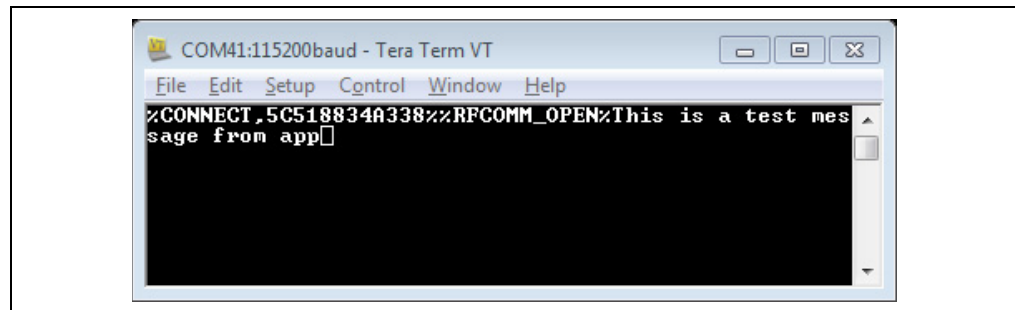 COM41:115200baud - Tera Term VT
File Edit Setup Control Window Help
%CONNECT,5C518834A338%%RFCOMM_OPEN%This is a test mes
sage from app